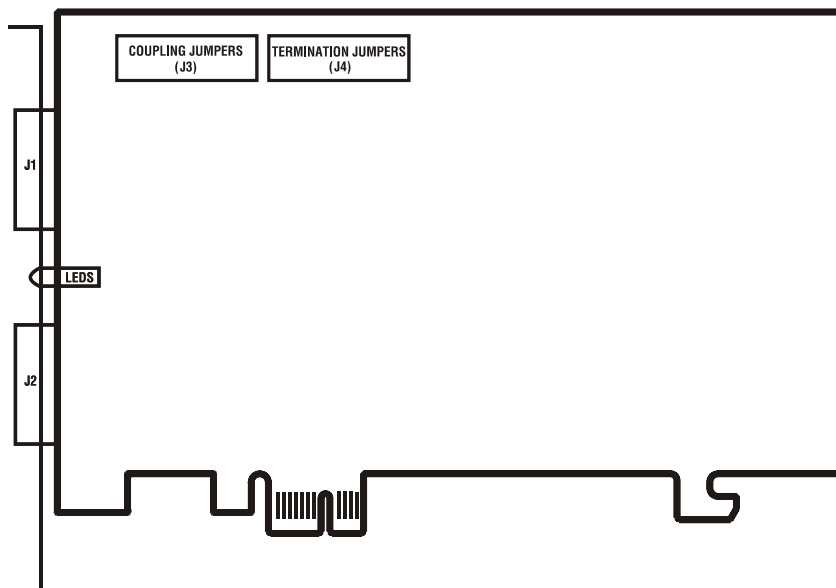 COUPLING JUMPERS
(J3)
TERMINATION JUMPERS
(J4)
J1
LEDS
J2